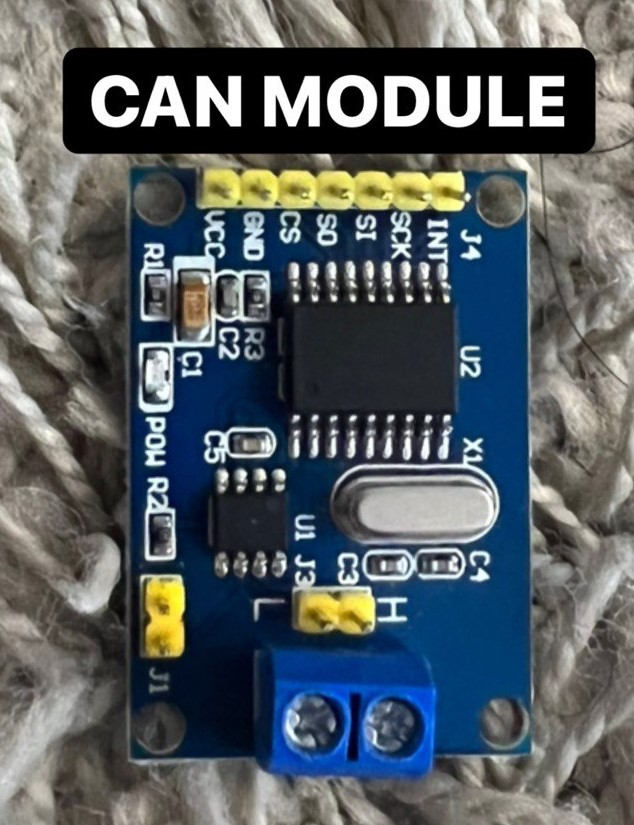 CAN MODULE
VCC
GND
CS
SO
SI
SCK
INT
J4
R1
C1
C2
R3
U2
POW
C5
X1
R2
U1
J3
C3
C4
L
H
J1